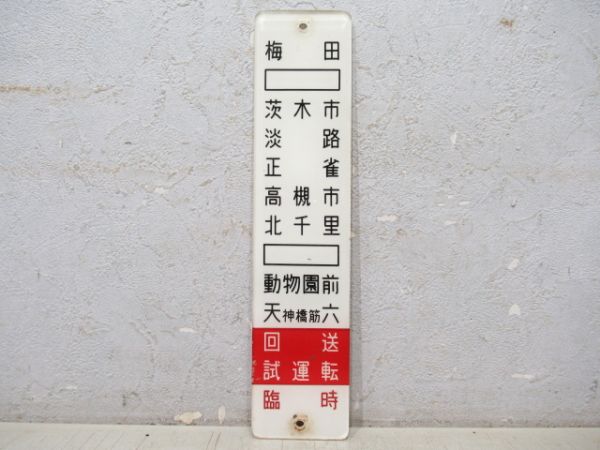 梅田
茨木市
淡路
正雀
高槻市
北千里
動物園前
天神橋筋六
回送
試運転
臨時